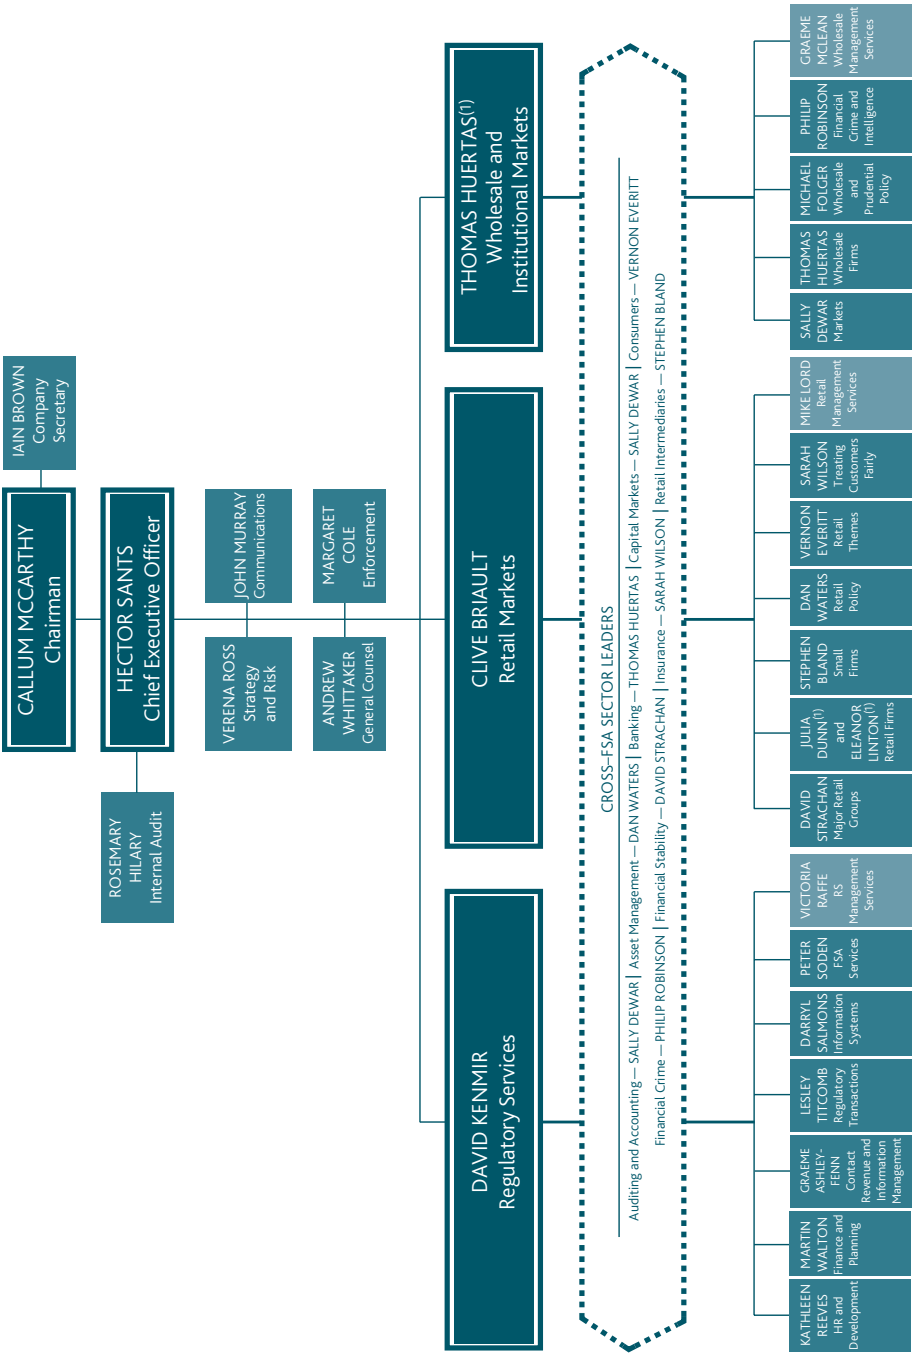 CALLUM MCCARTHY
Chairman
IAIN BROWN
Company
Secretary
HECTOR SANTS
Chief Executive Officer
ROSEMARY
HILARY
Internal Audit
VERENA ROSS
Strategy
and Risk
JOHN MURRAY
Communications
ANDREW
WHITTAKER
General Counsel
MARGARET
COLE
Enforcement
DAVID KENMIR
Regulatory Services
CLIVE BRIAULT
Retail Markets
THOMAS HUERTAS(1)
Wholesale and
Institutional Markets
CROSS–FSA SECTOR LEADERS
Auditing and Accounting — SALLY DEWAR | Asset Management — DAN WATERS | Banking — THOMAS HUERTAS | Capital Markets — SALLY DEWAR | Consumers — VERNON EVERITT
Financial Crime — PHILIP ROBINSON | Financial Stability — DAVID STRACHAN | Insurance — SARAH WILSON | Retail Intermediaries — STEPHEN BLAND
KATHLEEN
REEVES
HR and
Development
MARTIN
WALTON
Finance and
Planning
GRAEME
ASHLEY-
FENN
Contact
Revenue and
Information
Management
LESLEY
TITCOMB
Regulatory
Transactions
DARRYL
SALMONS
Information
Systems
PETER
SODEN
FSA
Services
VICTORIA
RAFFE
RS
Management
Services
DAVID
STRACHAN
Major Retail
Groups
JULIA
DUNN(1)
and
ELEANOR
LINTON(1)
Retail Firms
STEPHEN
BLAND
Small
Firms
DAN
WATERS
Retail
Policy
VERNON
EVERITT
Retail
Themes
SARAH
WILSON
Treating
Customers
Fairly
MIKE LORD
Retail
Management
Services
SALLY
DEWAR
Markets
THOMAS
HUERTAS
Wholesale
Firms
MICHAEL
FOLGER
Wholesale
and
Prudential
Policy
PHILIP
ROBINSON
Financial
Crime and
Intelligence
GRAEME
MCLEAN
Wholesale
Management
Services